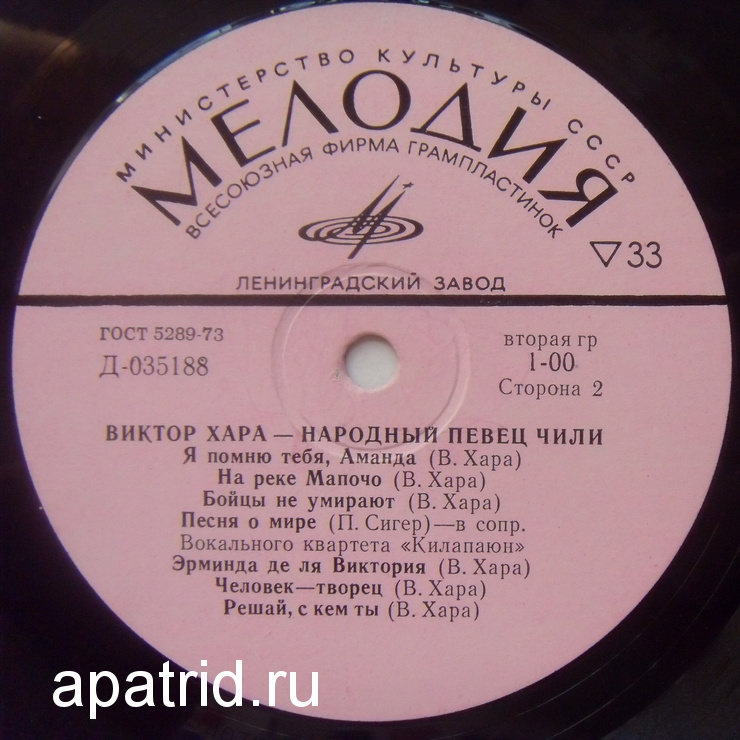 МИНИСТЕРСТВО КУЛЬТУРЫ СССР
МЕЛОДИЯ
ВСЕСОЮЗНАЯ ФИРМА ГРАМПЛАСТИНОК
▽33
ЛЕНИНГРАДСКИЙ ЗАВОД
ГОСТ 5289-73
Д-035188
вторая гр
1-00
Сторона 2
ВИКТОР ХАРА — НАРОДНЫЙ ПЕВЕЦ ЧИЛИ
Я помню тебя, Аманда (В. Хара)
На реке Мапочо (В. Хара)
Бойцы не умирают (В. Хара)
Песня о мире (П. Сигер)—в сопр.
Вокального квартета «Килапаюн»
Эрминда де ля Виктория (В. Хара)
Человек—творец (В. Хара)
Решай, с кем ты (В. Хара)
apatrid.ru